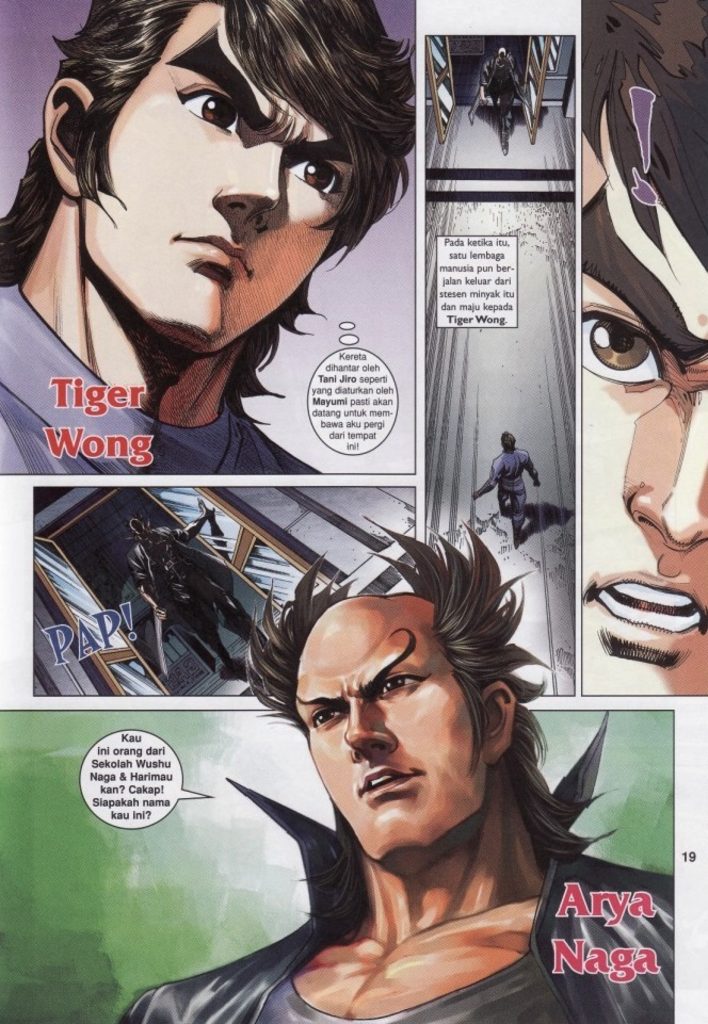 Kereta
dihantar oleh
Tani Jiro seperti
yang diaturkan oleh
Mayumi pasti akan
datang untuk mem-
bawa aku pergi
dari tempat
ini!
Tiger
Wong
Pada ketika itu,
satu lembaga
manusia pun ber-
jalan keluar dari
stesen minyak itu
dan maju kepada
Tiger Wong.
!
PAP!
Kau
ini orang dari
Sekolah Wushu
Naga & Harimau
kan? Cakap!
Siapakah nama
kau ini?
Arya
Naga
19